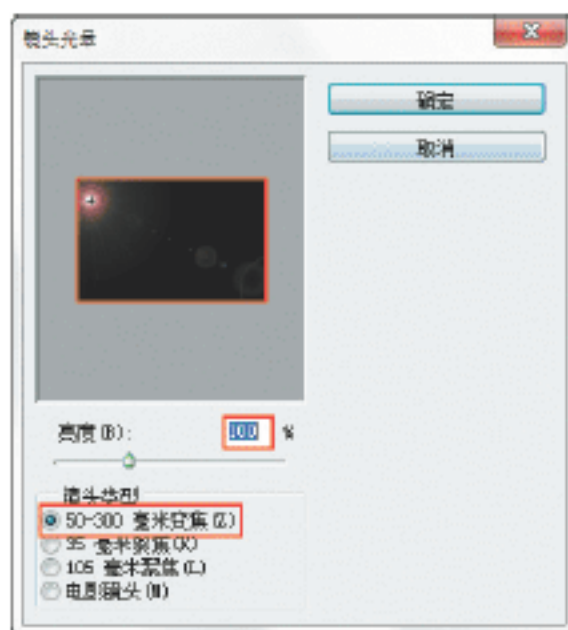 镜头光晕
确定
取消
亮度(B): 100 %
镜头类型
50-300 毫米变焦(Z)
35 毫米聚焦(K)
105 毫米聚焦(L)
电影镜头(M)